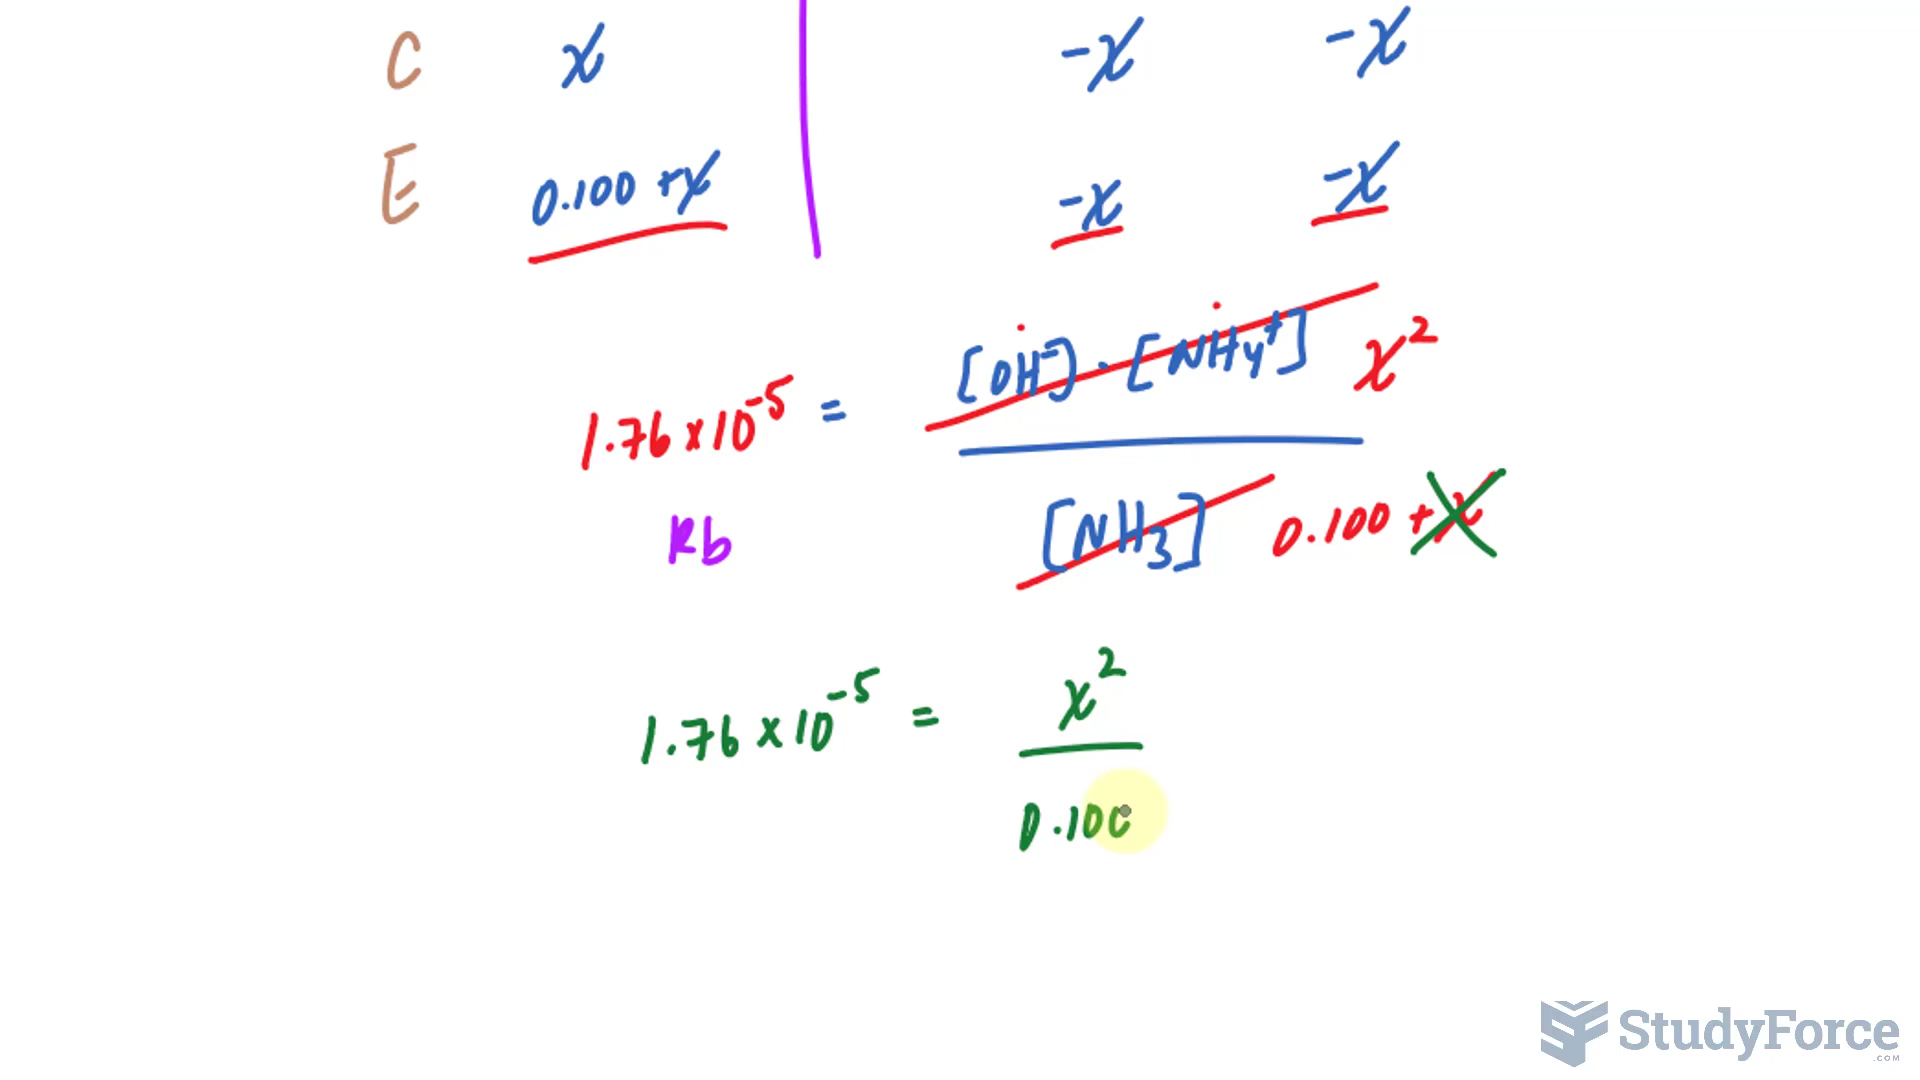 C x -x -x
E 0.100 +x -x -x
1.76 x 10^-5 = [OH^-] · [NH4^+] x^2
[NH3] 0.100 + x
Kb
1.76 x 10^-5 = x^2
0.100
StudyForce
.COM